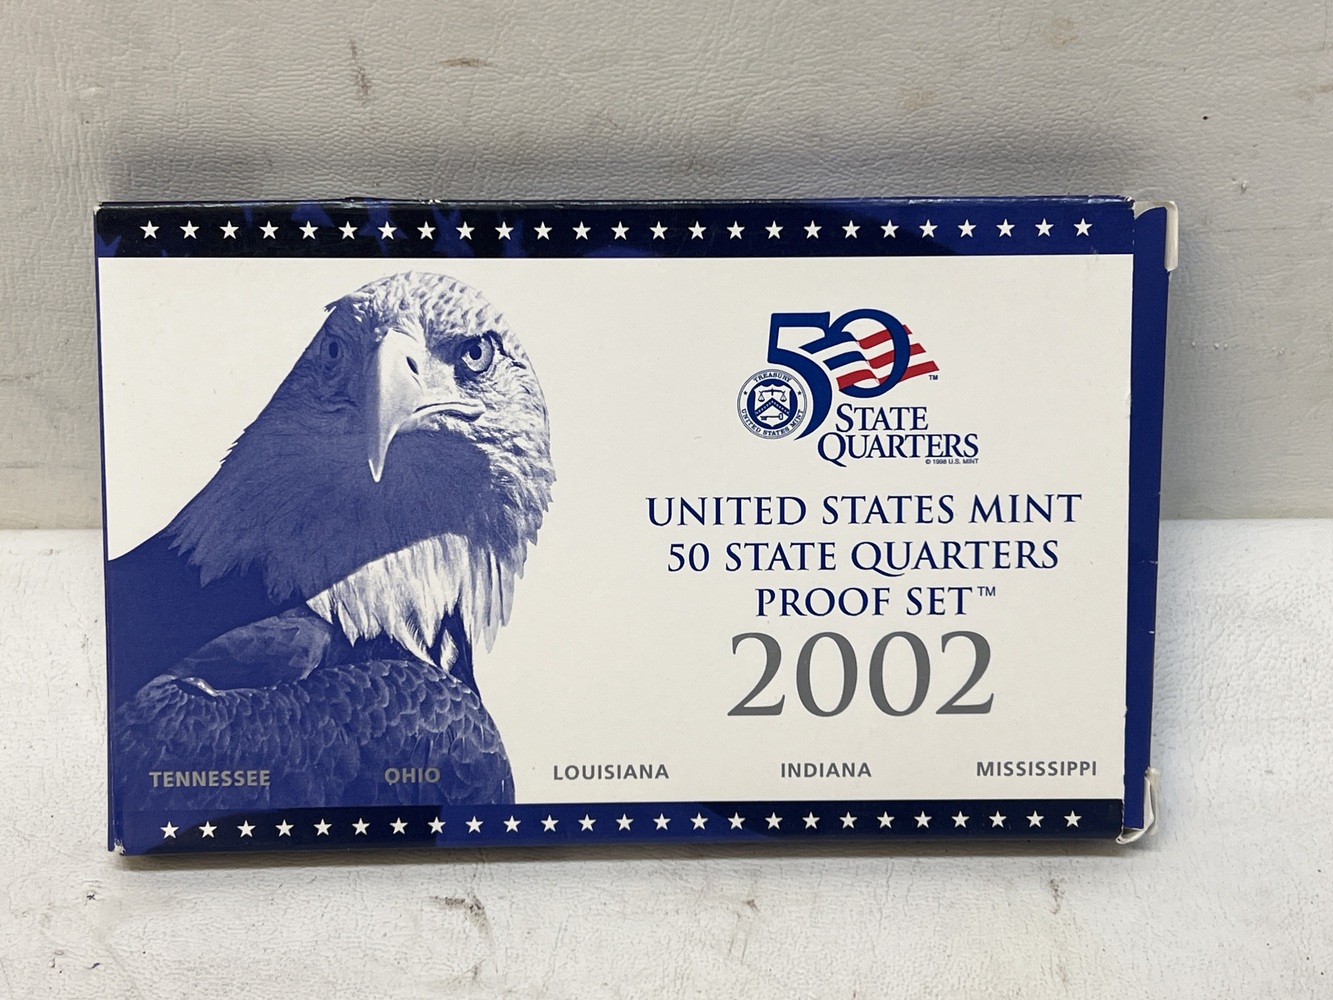 50
TM
TREASURY
UNITED STATES MINT
STATE
QUARTERS
© 1998 U.S. MINT
UNITED STATES MINT
50 STATE QUARTERS
PROOF SET™
2002
TENNESSEE OHIO LOUISIANA INDIANA MISSISSIPPI